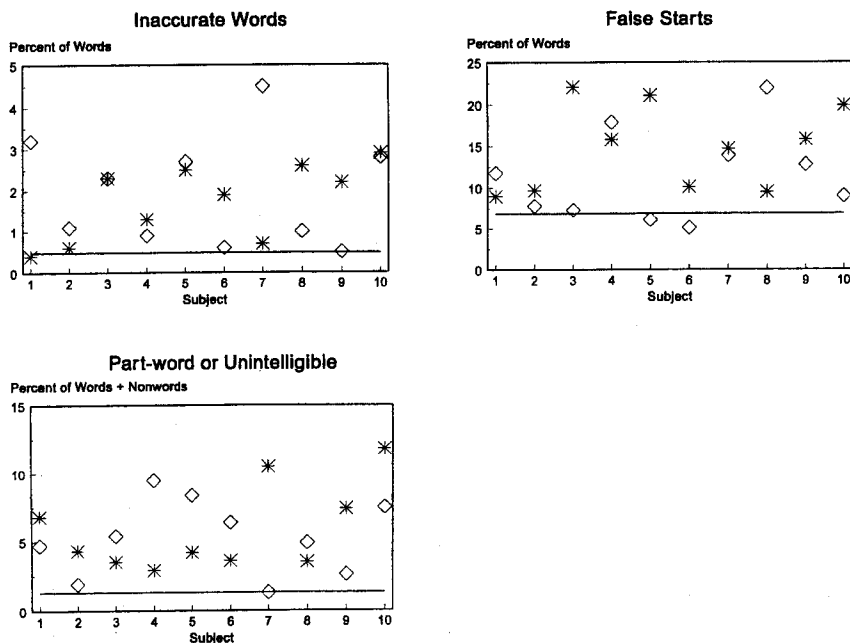 Inaccurate Words
Percent of Words
5
4
3
2
1
0
1 2 3 4 5 6 7 8 9 10
Subject
False Starts
Percent of Words
25
20
15
10
5
0
1 2 3 4 5 6 7 8 9 10
Subject
Part-word or Unintelligible
Percent of Words + Nonwords
15
10
5
0
1 2 3 4 5 6 7 8 9 10
Subject